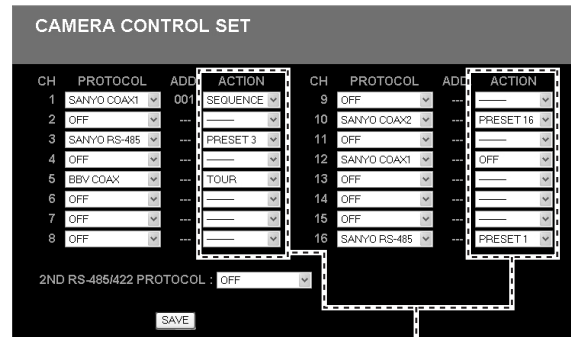 CAMERA CONTROL SET
CH PROTOCOL ADD ACTION CH PROTOCOL ADD ACTION
1 SANYO COAX1 001 SEQUENCE 9 OFF --- ——
2 OFF --- —— 10 SANYO COAX2 --- PRESET 16
3 SANYO RS-485 --- PRESET 3 11 OFF --- ——
4 OFF --- —— 12 SANYO COAX1 --- OFF
5 BBV COAX --- TOUR 13 OFF --- ——
6 OFF --- —— 14 OFF --- ——
7 OFF --- —— 15 OFF --- ——
8 OFF --- —— 16 SANYO RS-485 --- PRESET 1
2ND RS-485/422 PROTOCOL : OFF
SAVE